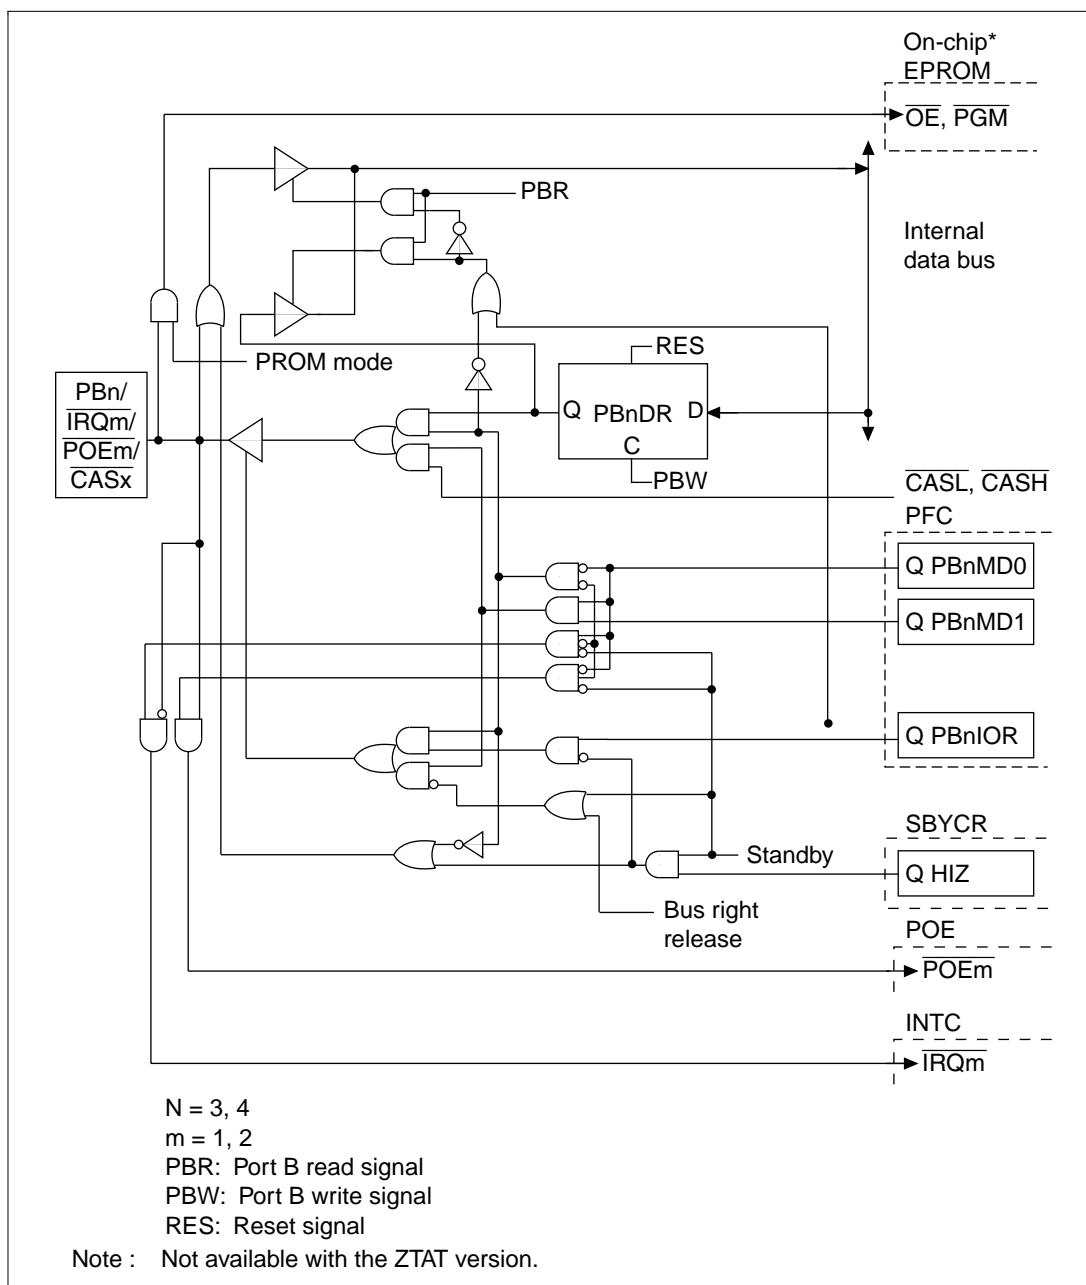 On-chip*
EPROM
OE, PGM
PBR
Internal
data bus
PROM mode
RES
PBn/
IRQm/
POEm/
CASx
Q PBnDR D
C
PBW
CASL, CASH
PFC
Q PBnMD0
Q PBnMD1
Q PBnIOR
SBYCR
Standby
Q HIZ
Bus right
release
POE
POEm
INTC
IRQm
N = 3, 4
m = 1, 2
PBR: Port B read signal
PBW: Port B write signal
RES: Reset signal
Note : Not available with the ZTAT version.